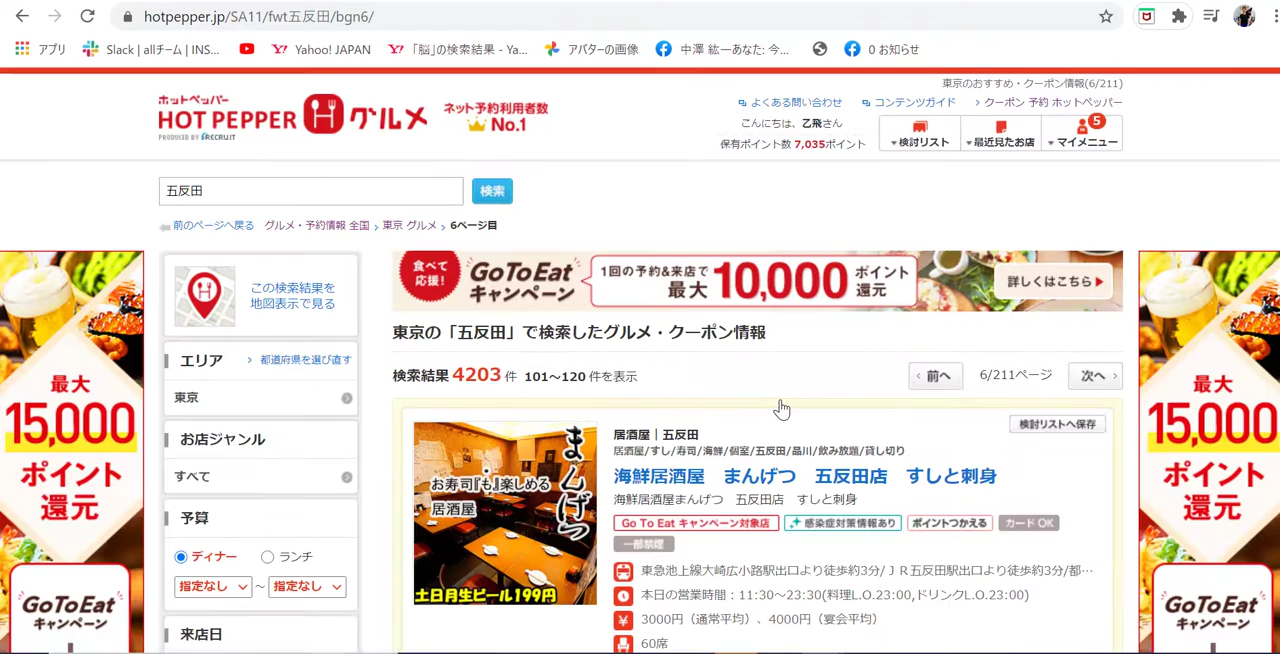 hotpepper.jp/SA11/fwt五反田/bgn6/
アプリ
Slack | allチーム | INS...
Yahoo! JAPAN
「脳」の検索結果 - Ya...
アバターの画像
中澤 紘一あなた: 今...
0 お知らせ
東京のおすすめ・クーポン情報(6/211)
ホットペッパー
HOT PEPPER グルメ
PRODUCED BY RECRUIT
ネット予約利用者数
No.1
よくある問い合わせ
コンテンツガイド
クーポン 予約 ホットペッパー
こんにちは、乙飛さん
保有ポイント数 7,035ポイント
検討リスト
最近見たお店
5
マイメニュー
五反田
検索
前のページへ戻る グルメ・予約情報 全国 › 東京 グルメ › 6ページ目
この検索結果を
地図表示で見る
エリア
› 都道府県を選び直す
東京
お店ジャンル
すべて
予算
ディナー
ランチ
指定なし ~ 指定なし
来店日
食べて
応援!
GoToEat
キャンペーン
1回の予約&来店で
最大 10,000 ポイント
還元
詳しくはこちら▶
東京の「五反田」で検索したグルメ・クーポン情報
検索結果 4203 件 101～120 件を表示
‹ 前へ
6/211ページ
次へ ›
検討リストへ保存
まんげつ
お寿司『も』楽しめる
居酒屋
土日月生ビール199円
居酒屋｜五反田
居酒屋/すし/寿司/海鮮/個室/五反田/品川/飲み放題/貸し切り
海鮮居酒屋 まんげつ 五反田店 すしと刺身
海鮮居酒屋まんげつ 五反田店 すしと刺身
Go To Eat キャンペーン対象店
感染症対策情報あり
ポイントつかえる
カード OK
一部禁煙
東急池上線大崎広小路駅出口より徒歩約3分/ＪＲ五反田駅出口より徒歩約3分/都…
本日の営業時間：11:30～23:30(料理L.O.23:00,ドリンクL.O.23:00)
¥
3000円（通常平均）、4000円（宴会平均）
60席
最大
15,000
ポイント
還元
GoToEat
キャンペーン
最大
15,000
ポイント
還元
GoToEat
キャンペーン